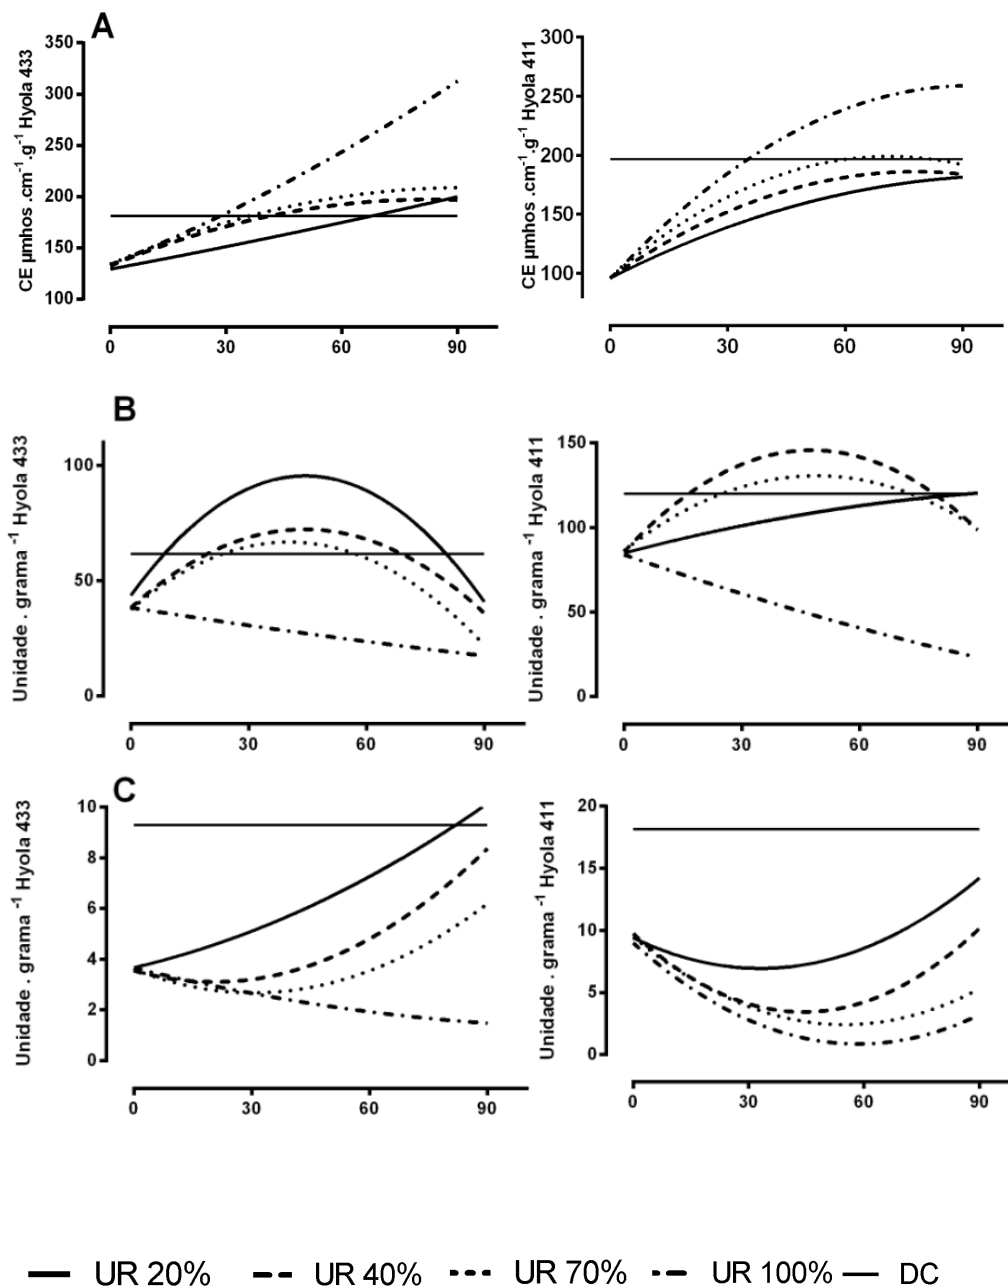 A
CE µmhos .cm⁻¹.g⁻¹ Hyola 433
350
300
250
200
150
100
0 30 60 90
CE µmhos .cm⁻¹.g⁻¹ Hyola 411
300
250
200
150
100
0 30 60 90
B
Unidade . grama ⁻¹ Hyola 433
100
50
0
0 30 60 90
Unidade . grama ⁻¹ Hyola 411
150
100
50
0
0 30 60 90
C
Unidade . grama ⁻¹ Hyola 433
10
8
6
4
2
0
0 30 60 90
Unidade . grama ⁻¹ Hyola 411
20
15
10
5
0
0 30 60 90
UR 20% UR 40% UR 70% UR 100% DC